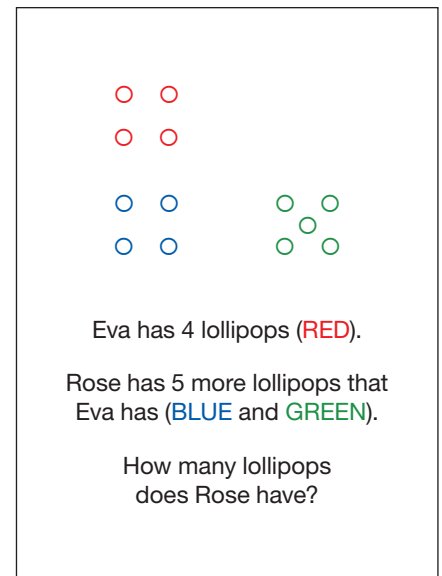 Eva has 4 lollipops (RED).
Rose has 5 more lollipops that
Eva has (BLUE and GREEN).
How many lollipops
does Rose have?